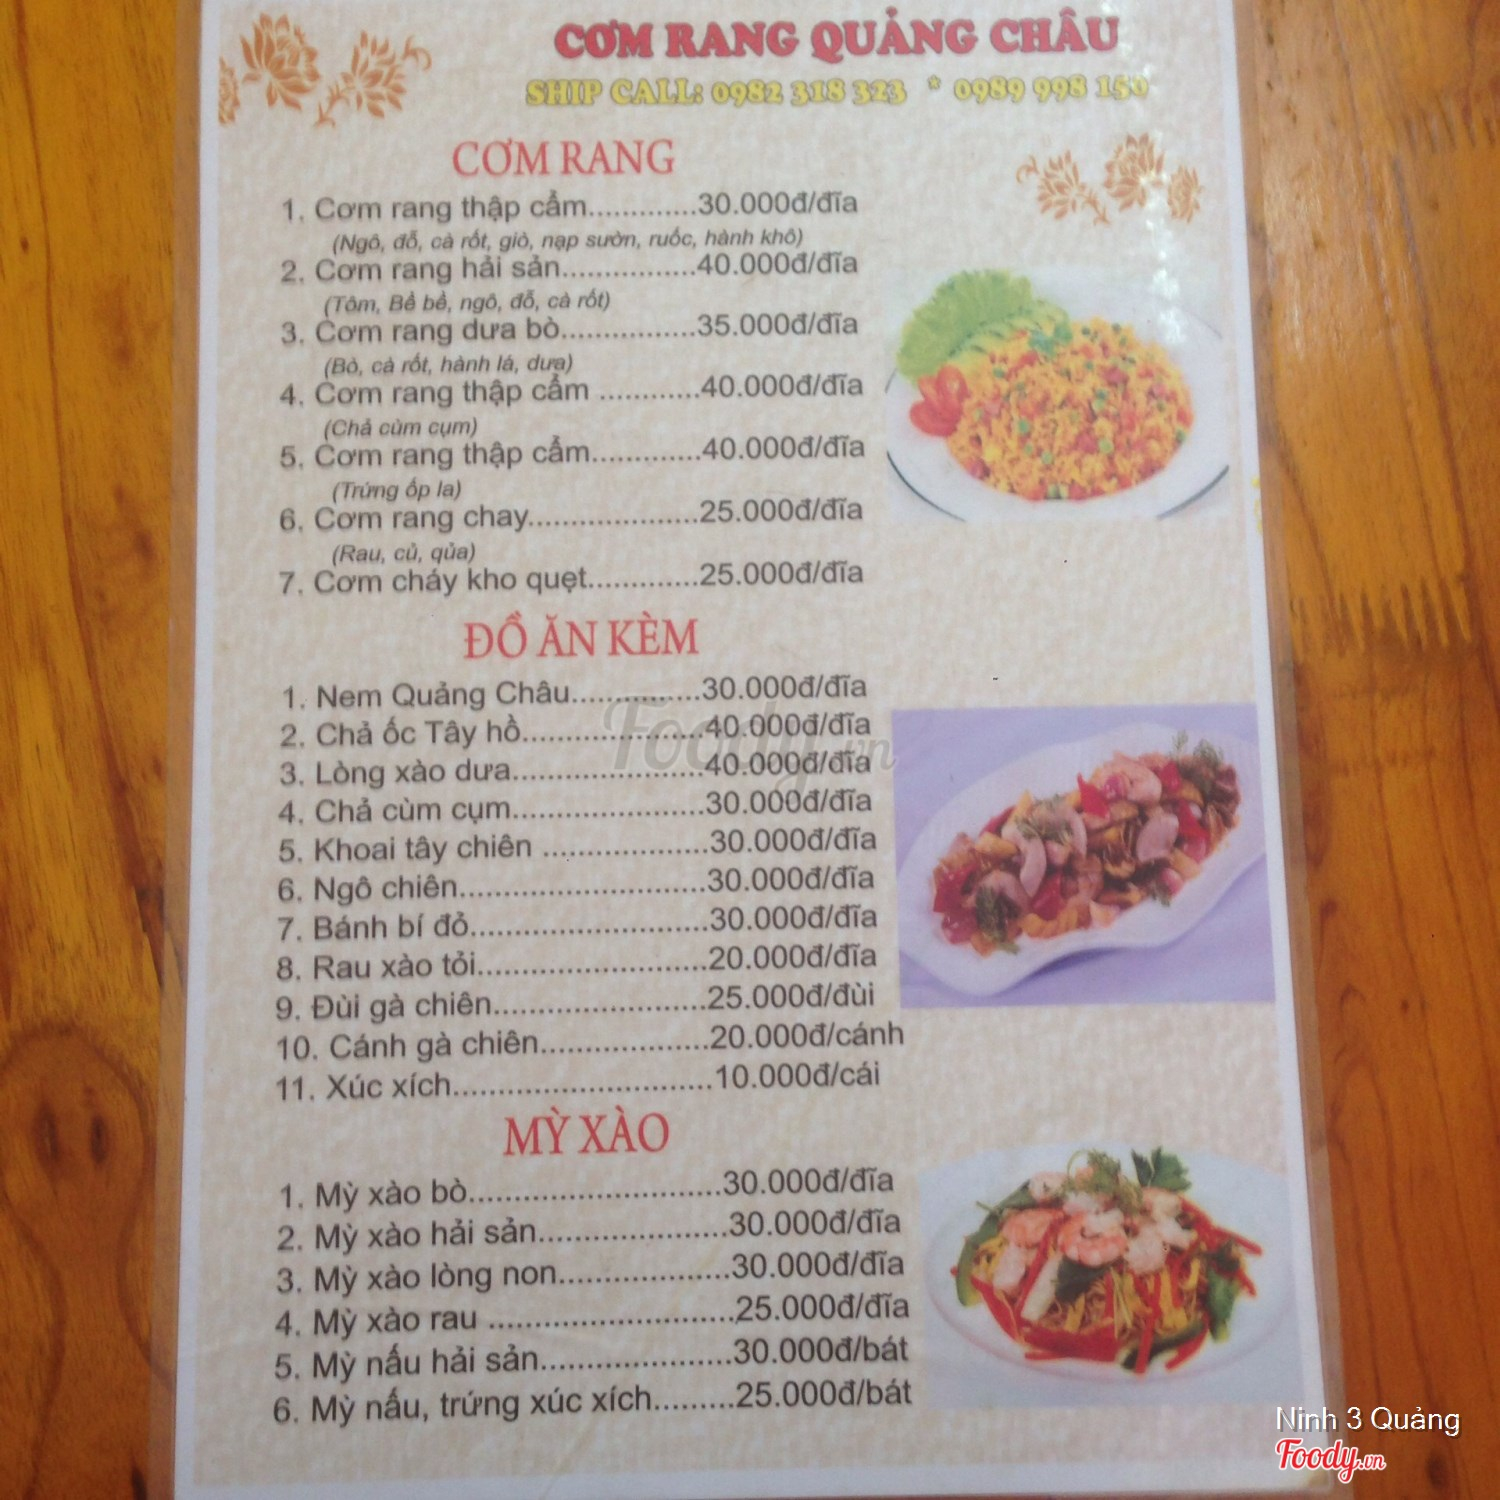 CƠM RANG QUẢNG CHÂU
SHIP CALL: 0982 318 323 * 0989 998 150
CƠM RANG
1. Cơm rang thập cẩm.............30.000đ/đĩa
(Ngô, đỗ, cà rốt, giò, nạp sườn, ruốc, hành khô)
2. Cơm rang hải sản................40.000đ/đĩa
(Tôm, Bề bề, ngô, đỗ, cà rốt)
3. Cơm rang dưa bò................35.000đ/đĩa
(Bò, cà rốt, hành lá, dưa)
4. Cơm rang thập cẩm ............40.000đ/đĩa
(Chả cùm cụm)
5. Cơm rang thập cẩm.............40.000đ/đĩa
(Trứng ốp la)
6. Cơm rang chay....................25.000đ/đĩa
(Rau, củ, qủa)
7. Cơm cháy kho quẹt.............25.000đ/đĩa
ĐỒ ĂN KÈM
1. Nem Quảng Châu...............30.000đ/đĩa
2. Chả ốc Tây hồ.....................40.000đ/đĩa
3. Lòng xào dưa......................40.000đ/đĩa
4. Chả cùm cụm.......................30.000đ/đĩa
5. Khoai tây chiên ...................30.000đ/đĩa
6. Ngô chiên.............................30.000đ/đĩa
7. Bánh bí đỏ............................30.000đ/đĩa
8. Rau xào tỏi...........................20.000đ/đĩa
9. Đùi gà chiên.........................25.000đ/đùi
10. Cánh gà chiên....................20.000đ/cánh
11. Xúc xích..............................10.000đ/cái
MỲ XÀO
1. Mỳ xào bò.............................30.000đ/đĩa
2. Mỳ xào hải sản......................30.000đ/đĩa
3. Mỳ xào lòng non....................30.000đ/đĩa
4. Mỳ xào rau ............................25.000đ/đĩa
5. Mỳ nấu hải sản......................30.000đ/bát
6. Mỳ nấu, trứng xúc xích.........25.000đ/bát
Foody.vn
Ninh 3 Quảng
Foody.vn